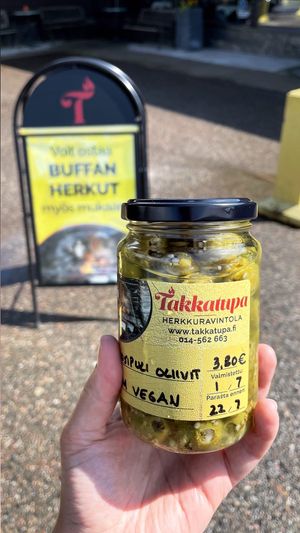 T
Voit ostaa
BUFFAN
HERKUT
myös mukaan
Takkatupa
HERKKURAVINTOLA
www.takkatupa.fi
014-562 663
OLIIVIT
3,80€
Valmistettu:
1/7
VEGAN
Parasta ennen:
22/7